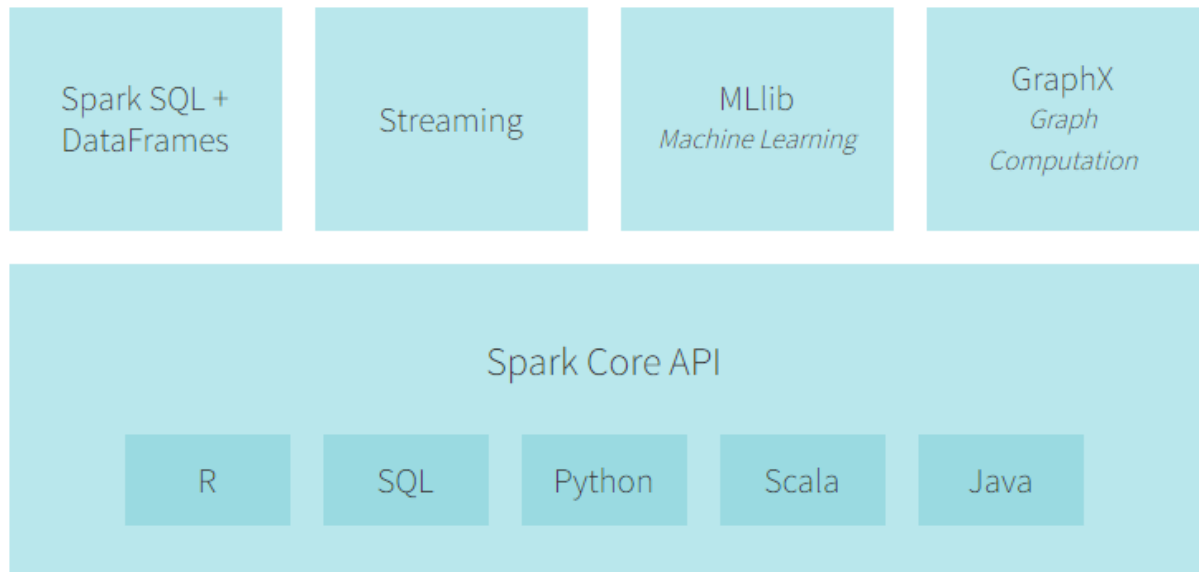 Spark SQL +
DataFrames
Streaming
MLlib
Machine Learning
GraphX
Graph
Computation
Spark Core API
R
SQL
Python
Scala
Java